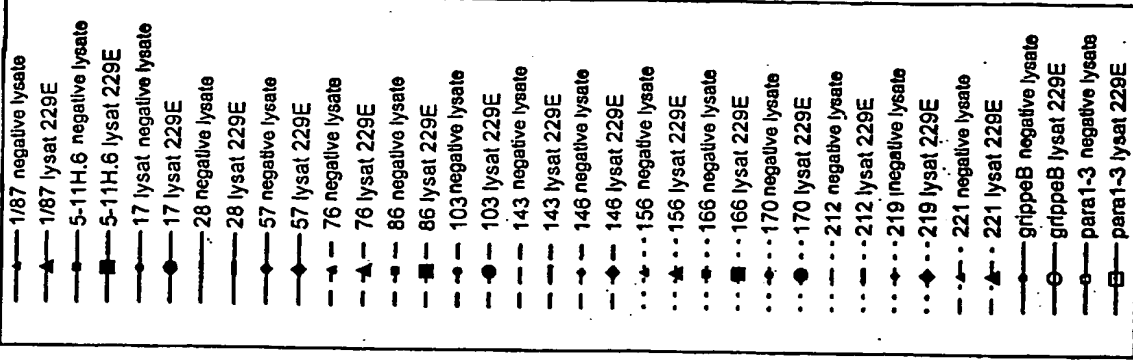 1/87 negative lysate
1/87 lysat 229E
5-11H.6 negative lysate
5-11H.6 lysat 229E
17 lysat negative lysate
17 lysat 229E
28 negative lysate
28 lysat 229E
57 negative lysate
57 lysat 229E
76 negative lysate
76 lysat 229E
86 negative lysate
86 lysat 229E
103 negative lysate
103 lysat 229E
143 negative lysate
143 lysat 229E
146 negative lysate
146 lysat 229E
156 negative lysate
156 lysat 229E
166 negative lysate
166 lysat 229E
170 negative lysate
170 lysat 229E
212 negative lysate
212 lysat 229E
219 |negative lysate
219 lysat 229E
221 negative lysate
221 lysat 229E
grippeB negative lysate
grippeB lysat 229E
para1-3 negative lysate
para1-3 lysat 229E